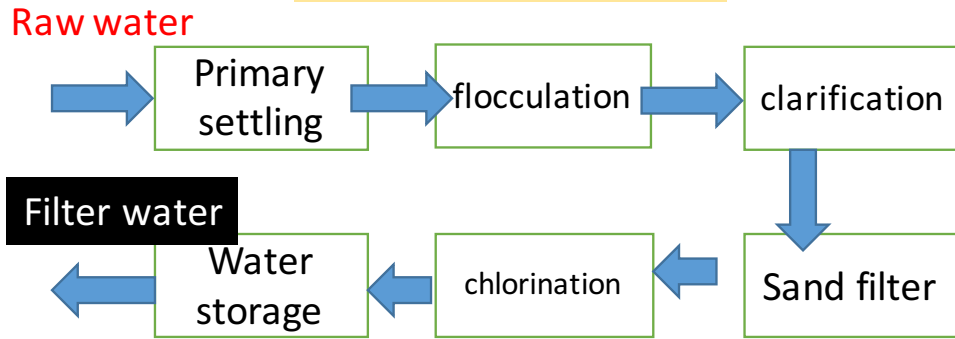 Raw water
Primary
settling
flocculation
clarification
Filter water
Water
storage
chlorination
Sand filter